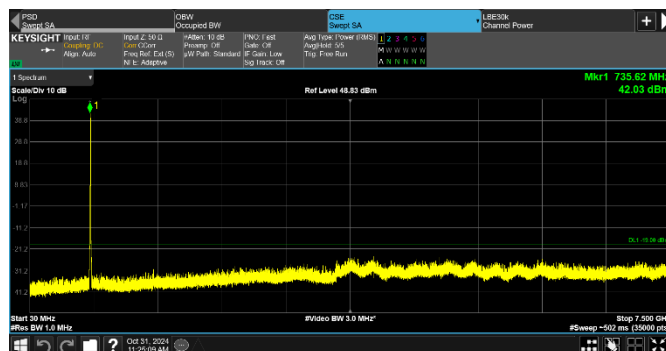 PSD
Swept SA
OBW
Occupied BW
CSE
Swept SA
LBE30k
Channel Power
KEYSIGHT
Input: RF
Coupling: DC
Align: Auto
Input Z: 50 Ω
Corr CCorr
Freq Ref: Ext (S)
NFE: Adaptive
#Atten: 10 dB
Preamp: Off
µW Path: Standard
PNO: Fast
Gate: Off
IF Gain: Low
Sig Track: Off
Avg Type: Power (RMS)
Avg|Hold: 5/5
Trig: Free Run
1 2 3 4 5 6
M W W W W W
A N N N N N
1 Spectrum
Scale/Div 10 dB
Ref Level 48.83 dBm
Mkr1 735.62 MHz
42.03 dBm
Log
1
38.8
28.8
18.8
8.83
-1.17
-11.2
-21.2
-31.2
-41.2
Start 30 MHz
#Res BW 1.0 MHz
#Video BW 3.0 MHz*
Stop 7.500 GHz
#Sweep ~502 ms (35000 pts)
Oct 31, 2024
11:25:09 AM